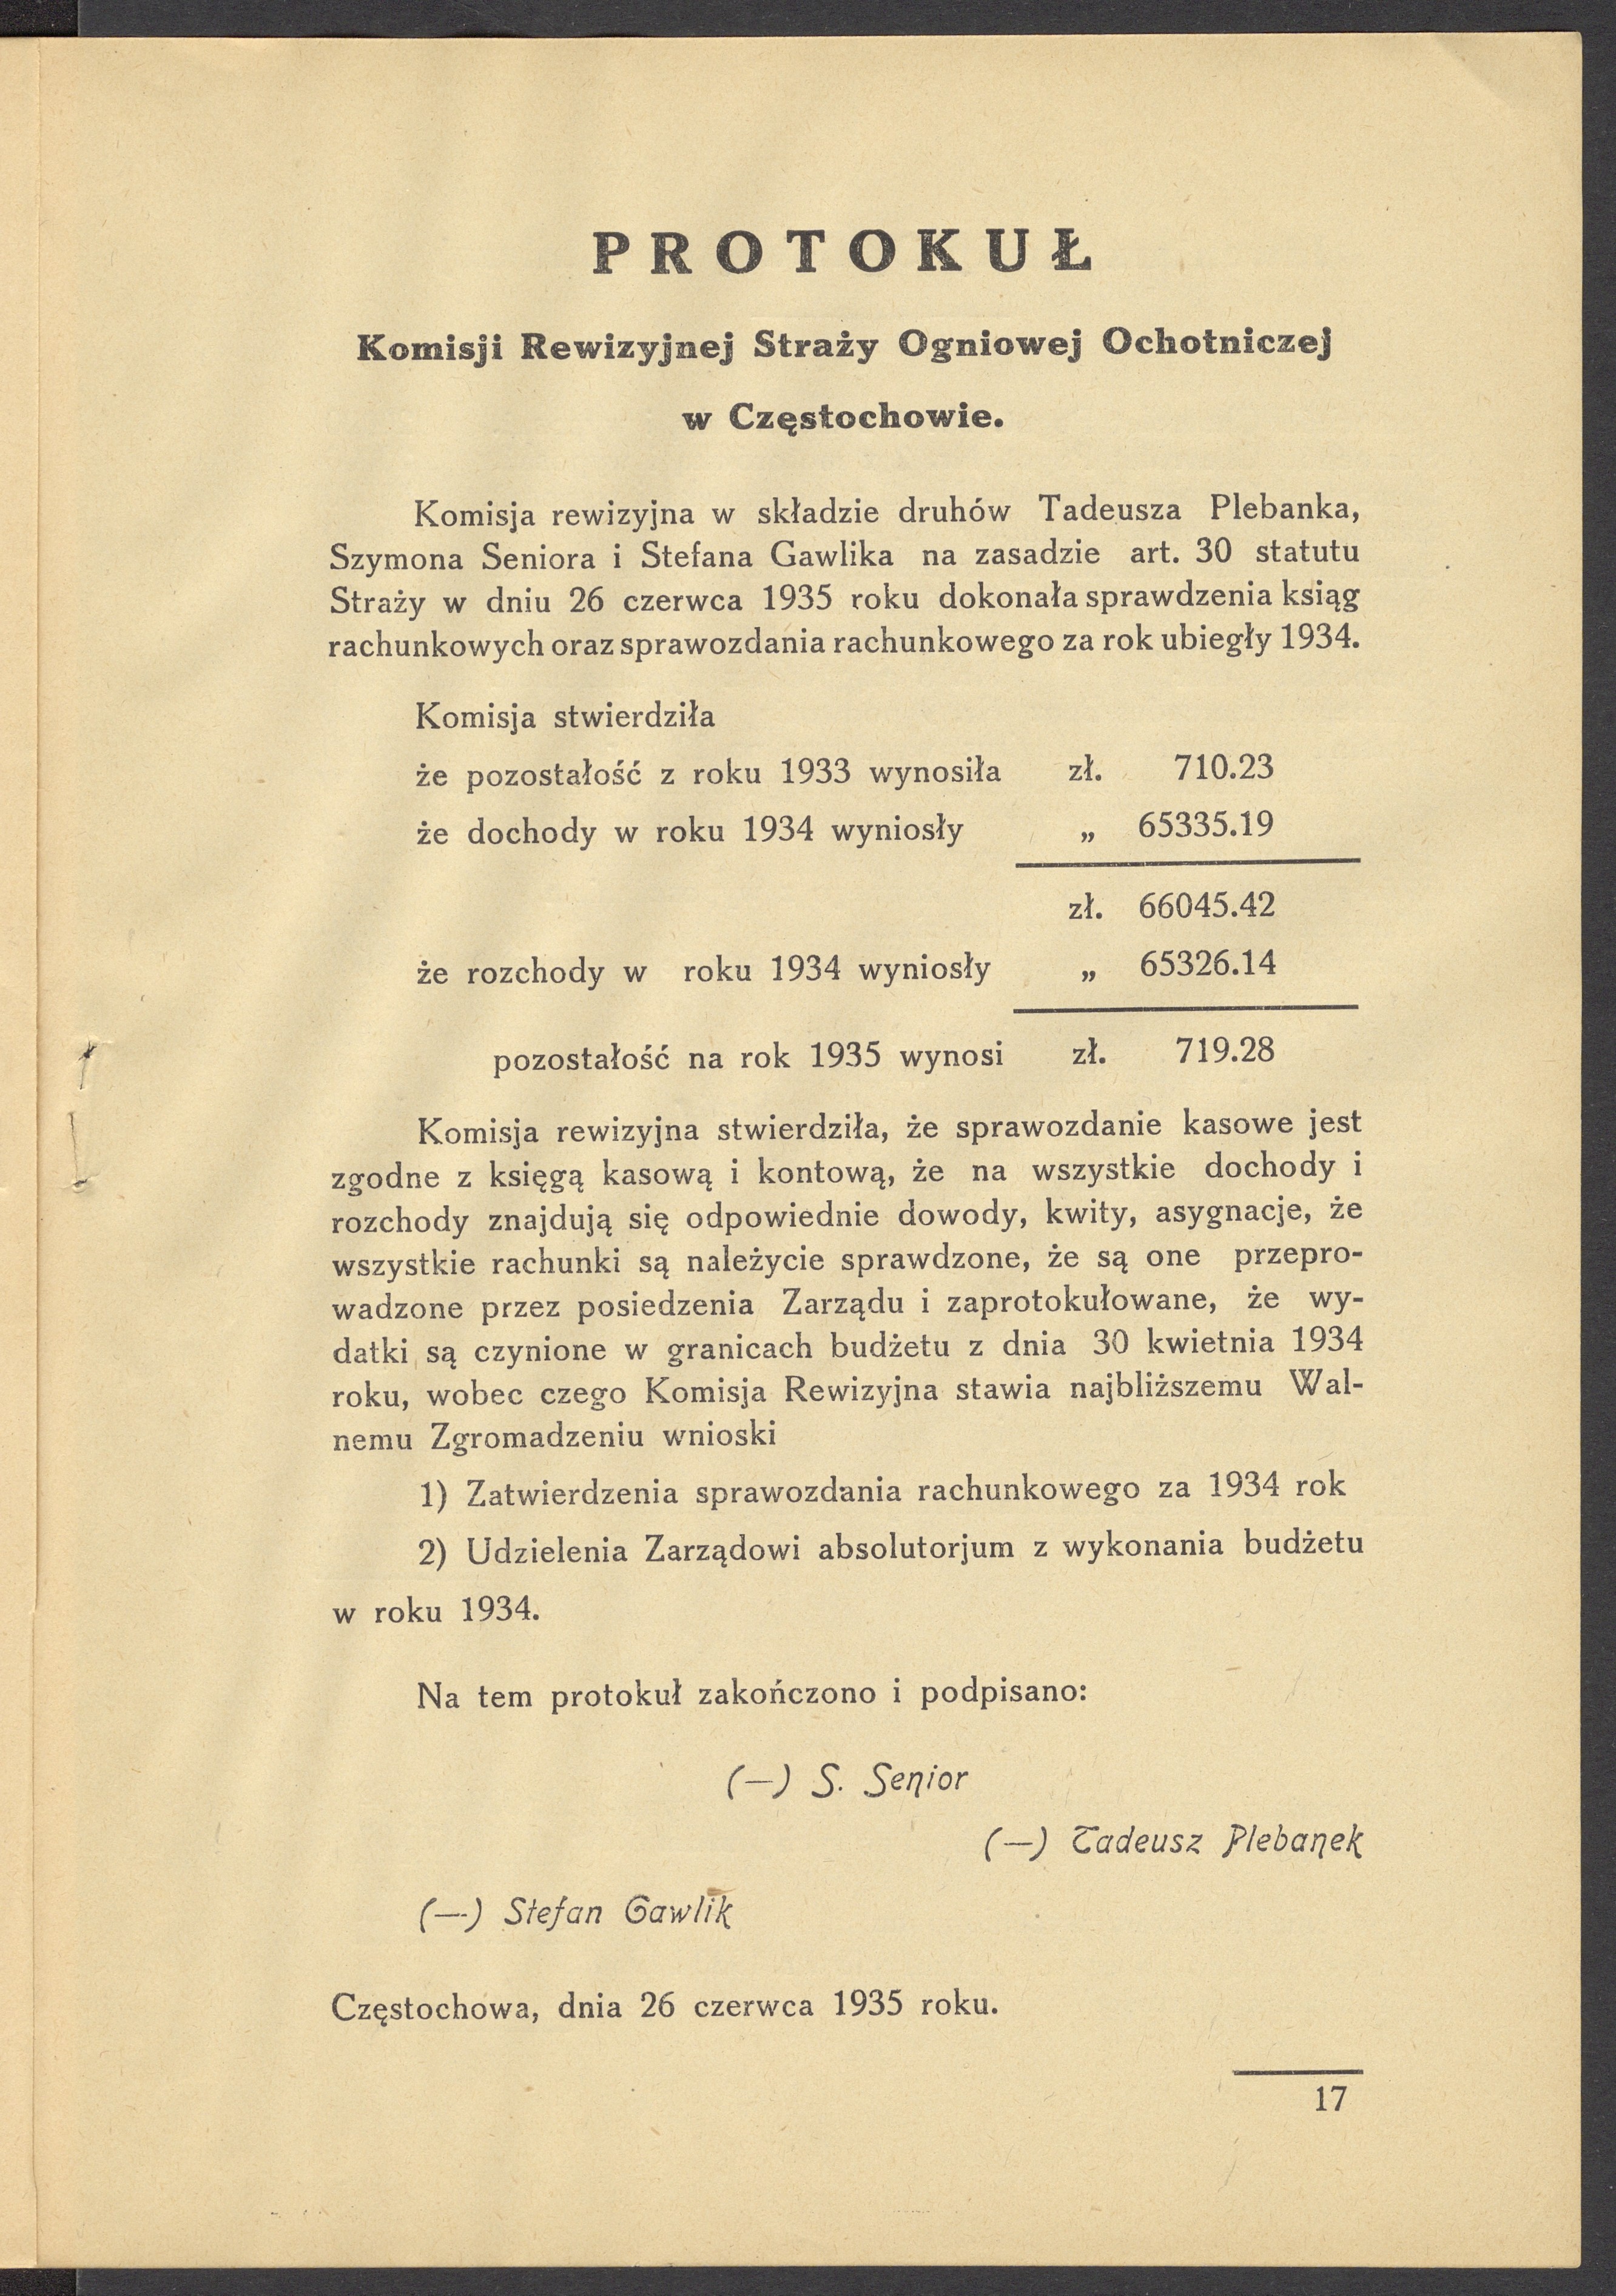 PROTOKUŁ
Komisji Rewizyjnej Straży Ogniowej Ochotniczej
w Częstochowie.
Komisja rewizyjna w składzie druhów Tadeusza Plebanka,
Szymona Seniora i Stefana Gawlika na zasadzie art. 30 statutu
Straży w dniu 26 czerwca 1935 roku dokonała sprawdzenia ksiąg
rachunkowych oraz sprawozdania rachunkowego za rok ubiegły 1934.
Komisja stwierdziła
że pozostałość z roku 1933 wynosiła zł. 710.23
że dochody w roku 1934 wyniosły „ 65335.19
zł. 66045.42
że rozchody w roku 1934 wyniosły „ 65326.14
pozostałość na rok 1935 wynosi zł. 719.28
Komisja rewizyjna stwierdziła, że sprawozdanie kasowe jest
zgodne z księgą kasową i kontową, że na wszystkie dochody i
rozchody znajdują się odpowiednie dowody, kwity, asygnacje, że
wszystkie rachunki są należycie sprawdzone, że są one przepro-
wadzone przez posiedzenia Zarządu i zaprotokułowane, że wy-
datki są czynione w granicach budżetu z dnia 30 kwietnia 1934
roku, wobec czego Komisja Rewizyjna stawia najbliższemu Wal-
nemu Zgromadzeniu wnioski
1) Zatwierdzenia sprawozdania rachunkowego za 1934 rok
2) Udzielenia Zarządowi absolutorjum z wykonania budżetu
w roku 1934.
Na tem protokuł zakończono i podpisano:
(—) S. Senior
(—) Tadeusz Plebanek
(—) Stefan Gawlik
Częstochowa, dnia 26 czerwca 1935 roku.
17